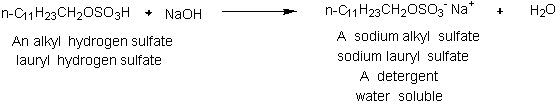 n-C11H23CH2OSO3H + NaOH → n-C11H23CH2OSO3- Na+ + H2O
An alkyl hydrogen sulfate
lauryl hydrogen sulfate
A sodium alkyl sulfate
sodium lauryl sulfate
A detergent
water soluble